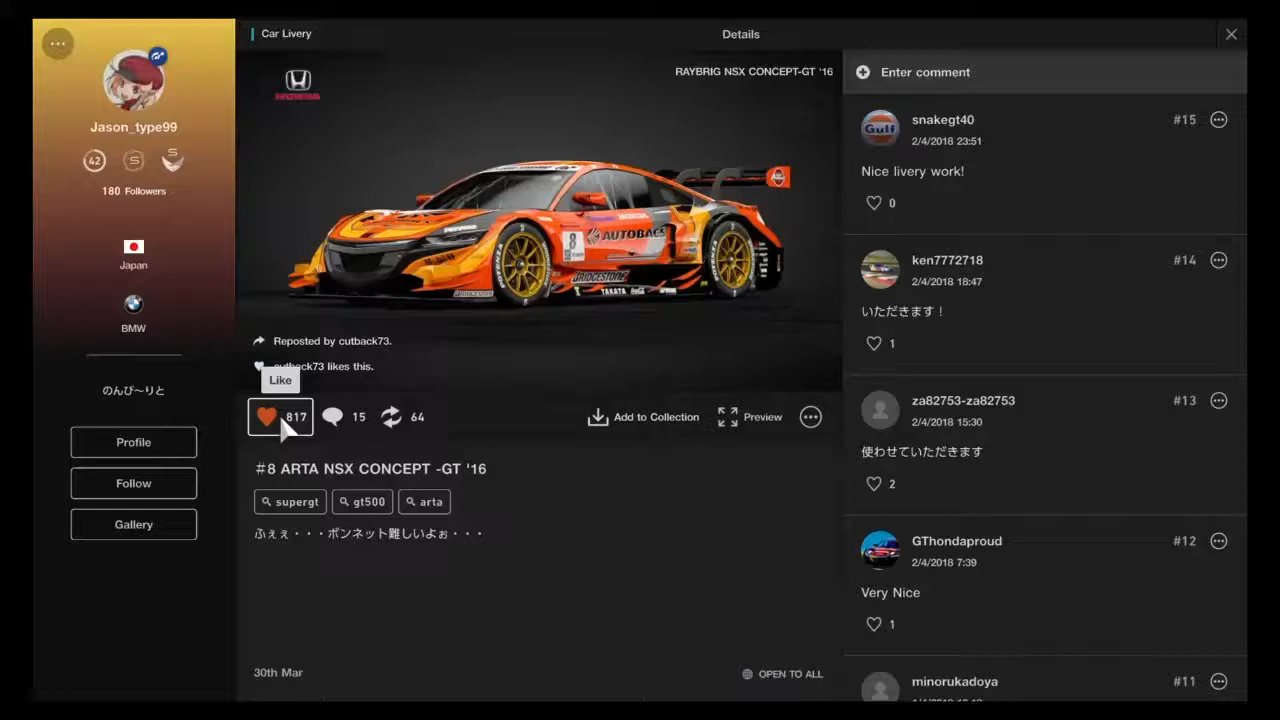 Car Livery
Details
Jason_type99
42
S
S
180 Followers
Japan
BMW
のんぴ〜りと
Profile
Follow
Gallery
RAYBRIG NSX CONCEPT-GT '16
8
AUTOBACS
BRIDGESTONE
TAKATA
POTENZA
Reposted by cutback73.
cutback73 likes this.
Like
817
15
64
Add to Collection
Preview
#8 ARTA NSX CONCEPT -GT '16
supergt
gt500
arta
ふぇぇ・・・ボンネット難しいよぉ・・・
30th Mar
OPEN TO ALL
Enter comment
Gulf
snakegt40
#15
2/4/2018 23:51
Nice livery work!
0
ken7772718
#14
2/4/2018 18:47
いただきます！
1
za82753-za82753
#13
2/4/2018 15:30
使わせていただきます
2
GThondaproud
#12
2/4/2018 7:39
Very Nice
1
minorukadoya
#11